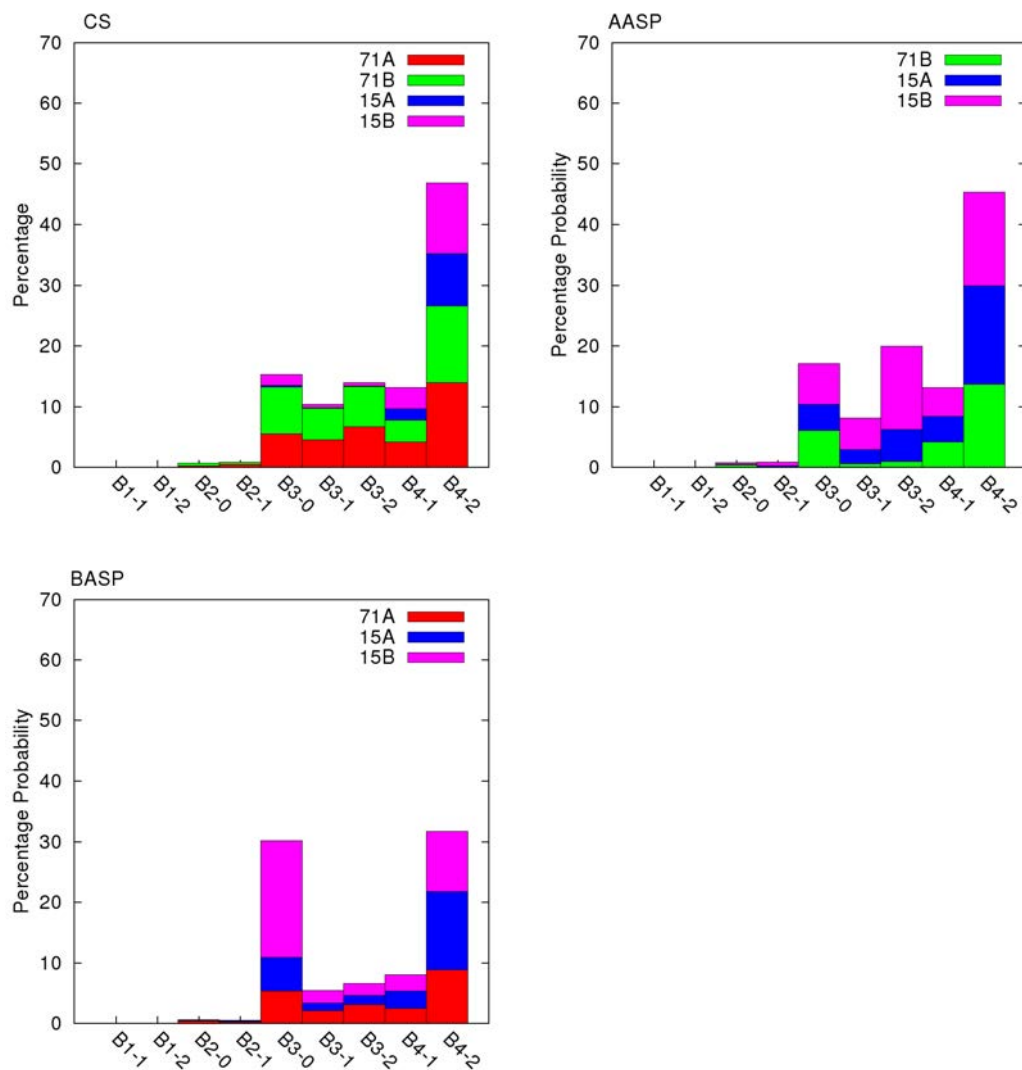 CS
Percentage
70
60
50
40
30
20
10
0
71A
71B
15A
15B
B1-1
B1-2
B2-0
B2-1
B3-0
B3-1
B3-2
B4-1
B4-2
AASP
Percentage Probability
70
60
50
40
30
20
10
0
71B
15A
15B
B1-1
B1-2
B2-0
B2-1
B3-0
B3-1
B3-2
B4-1
B4-2
BASP
Percentage Probability
70
60
50
40
30
20
10
0
71A
15A
15B
B1-1
B1-2
B2-0
B2-1
B3-0
B3-1
B3-2
B4-1
B4-2